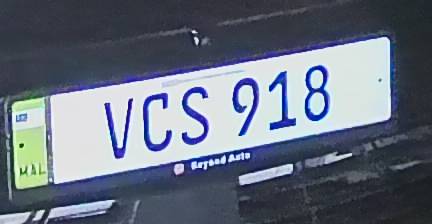 VCS 918
MAL
Beyond Auto